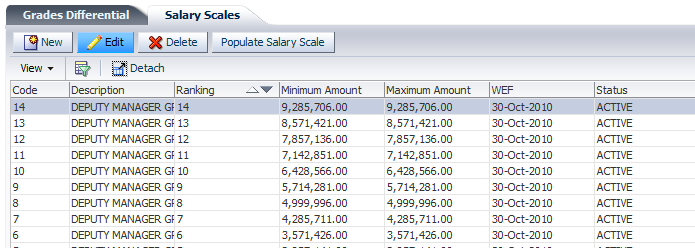 Grades Differential Salary Scales
New Edit Delete Populate Salary Scale
View Detach
Code Description Ranking Minimum Amount Maximum Amount WEF Status
14 DEPUTY MANAGER GF 14 9,285,706.00 9,285,706.00 30-Oct-2010 ACTIVE
13 DEPUTY MANAGER GF 13 8,571,421.00 8,571,421.00 30-Oct-2010 ACTIVE
12 DEPUTY MANAGER GF 12 7,857,136.00 7,857,136.00 30-Oct-2010 ACTIVE
11 DEPUTY MANAGER GF 11 7,142,851.00 7,142,851.00 30-Oct-2010 ACTIVE
10 DEPUTY MANAGER GF 10 6,428,566.00 6,428,566.00 30-Oct-2010 ACTIVE
9 DEPUTY MANAGER GF 9 5,714,281.00 5,714,281.00 30-Oct-2010 ACTIVE
8 DEPUTY MANAGER GF 8 4,999,996.00 4,999,996.00 30-Oct-2010 ACTIVE
7 DEPUTY MANAGER GF 7 4,285,711.00 4,285,711.00 30-Oct-2010 ACTIVE
6 DEPUTY MANAGER GF 6 3,571,426.00 3,571,426.00 30-Oct-2010 ACTIVE